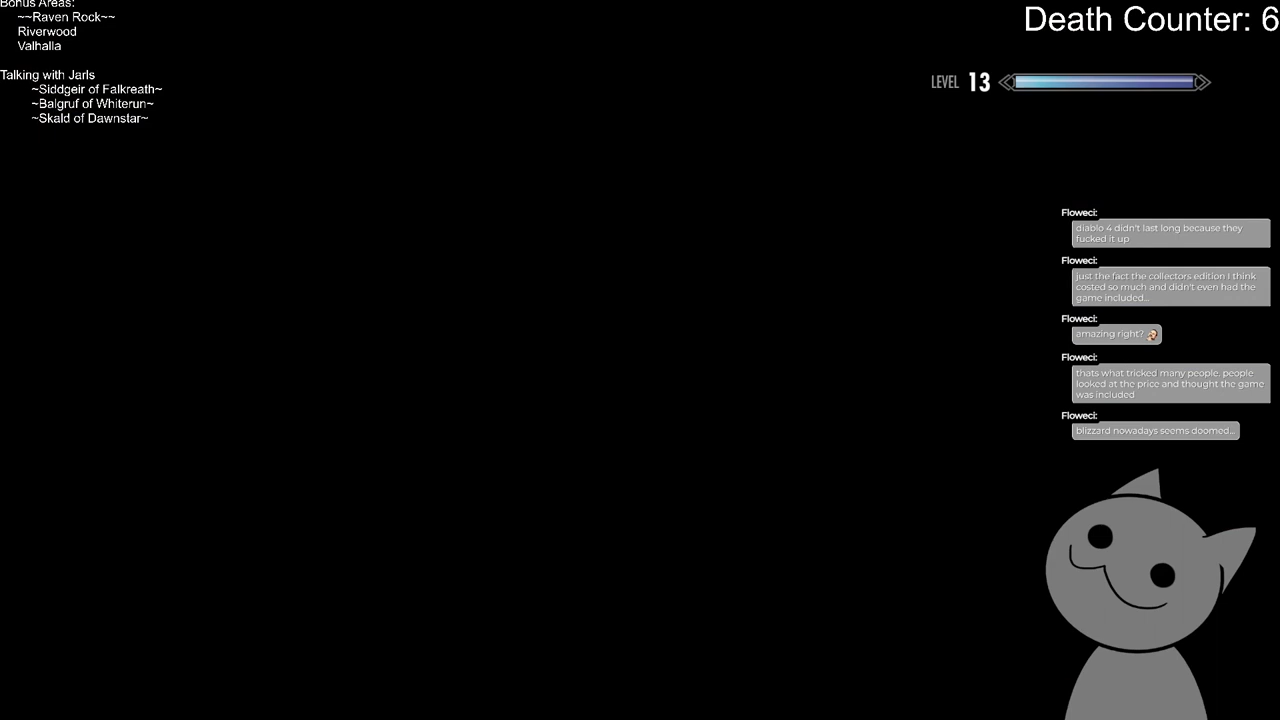 Bonus Areas:
~~Raven Rock~~
Riverwood
Valhalla
Talking with Jarls
~Siddgeir of Falkreath~
~Balgruf of Whiterun~
~Skald of Dawnstar~
Death Counter: 6
LEVEL 13
Floweci:
diablo 4 didn't last long because they
fucked it up
Floweci:
just the fact the collectors edition I think
costed so much and didn't even had the
game included...
Floweci:
amazing right?
Floweci:
thats what tricked many people. people
looked at the price and thought the game
was included
Floweci:
blizzard nowadays seems doomed...